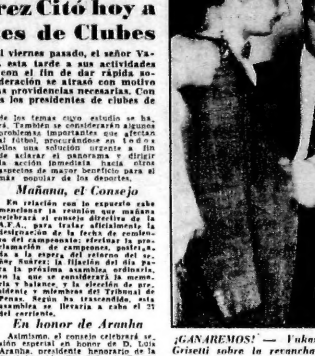 rez Citó hoy a
es de Clubes
l viernes pasado, el señor Va-
esta tarde a sus actividades
con el fin de dar rápida so-
deración se atrasó con motivo
s providencias necesarias. Con
los presidentes de clubes de
de los temas cuyo estudio se ha
rá. También se considerarán algunos
problemas importantes que afectan
al fútbol, procurándose en todos
ellos una solución urgente a fin
de aclarar el panorama y dirigir
la acción inmediata hacia otros
aspectos de mayor beneficio para el
más popular de los deportes.
Mañana, el Consejo
En relación con lo expuesto cabe
mencionar la reunión que mañana
celebrará el consejo directivo de la
A.F.A., para tratar oficialmente la
designación de la fecha de comien-
zo del campeonato; efectuar la pro-
clamación de campeones, posterga-
da a la espera del retorno del se-
ñor Suárez; la fijación del día pa-
ra la próxima asamblea ordinaria,
en la que se considerará la memo-
ria y balance, y la elección de pre-
sidente y miembros del Tribunal de
Penas. Según ha trascendido, esta
asamblea se llevaría a cabo el 21
del corriente.
En honor de Aranha
Asimismo, el consejo celebrará se-
sión especial en honor de D. Luis
Aranha, presidente honorario de la
¡GANAREMOS! — Vukas
Grisetti sobre la revancha